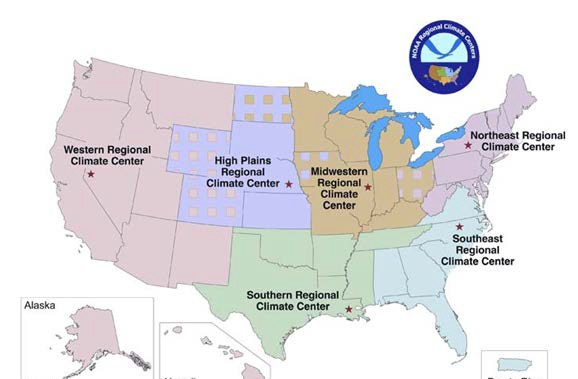 NOAA Regional Climate Centers
Western Regional
Climate Center
High Plains
Regional
Climate Center
Midwestern
Regional
Climate
Center
Northeast Regional
Climate Center
Southeast
Regional
Climate Center
Southern Regional
Climate Center
Alaska